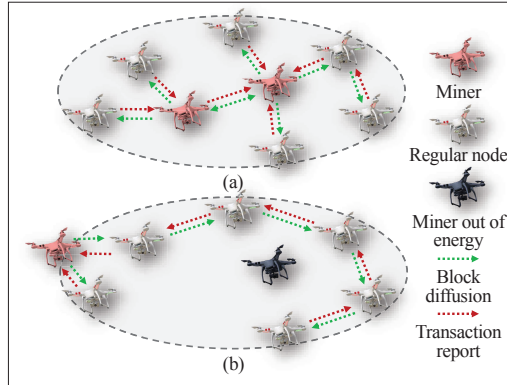 Miner
Regular node
(a)
Miner out of
energy
Block
diffusion
Transaction
report
(b)